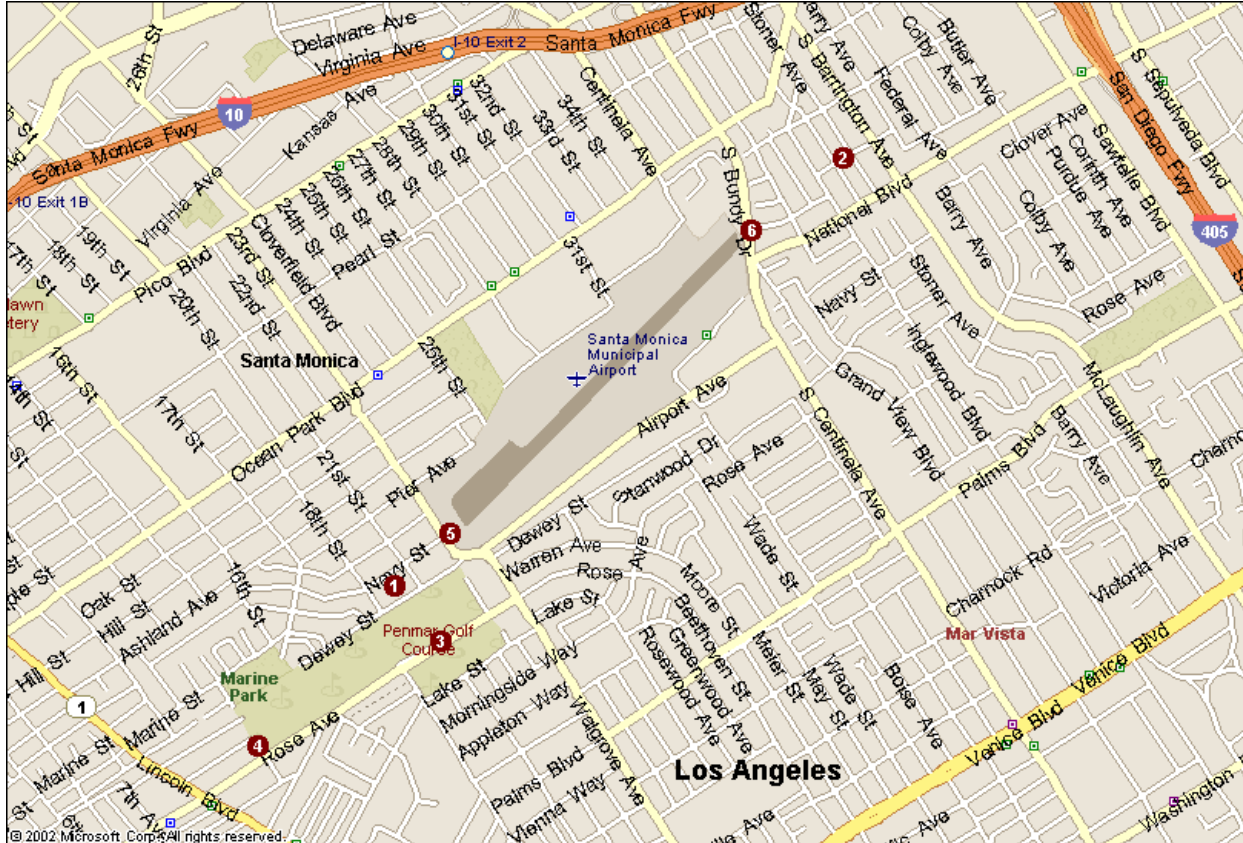 Delaware Ave
Virginia Ave
I-10 Exit 2
Santa Monica Fwy
26th St
Kansas Ave
10
Santa Monica Fwy
Virginia Ave
10 Exit 1B
17th St
18th St
19th St
Pico Blvd
20th St
22nd St
23rd St
Cloverfield Blvd
24th St
25th St
26th St
27th St
28th St
29th St
30th St
31st St
32nd St
33rd St
34th St
Pearl St
31st St
Centinela Ave
Stoner Ave
Barry Ave
S Barrington Ave
Colby Ave
Butler Ave
Federal Ave
2
S Bundy Dr
6
National Blvd
Barry Ave
Clover Ave
Colby Ave
Purdue Ave
Corinth Ave
Sawtelle Blvd
S Sepulveda Blvd
San Diego Fwy
405
Rose Ave
Navy St
Stoner Ave
Inglewood Blvd
Grand View Blvd
McLaughlin Ave
Barry Ave
Palms Blvd
Charnock
lawn
etery
Santa Monica
16th St
14th St
17th St
Ocean Park Blvd
25th St
Santa Monica
Municipal
Airport
Airport Ave
S Centinela Ave
Pier Ave
21st St
18th St
16th St
5
1
Navy St
Dewey St
Dewey St
Stanwood Dr
Rose Ave
Wade St
Warren Ave
Rose Ave
Lake St
Moore St
Beethoven St
Greenwood Ave
Rosewood Ave
Meier St
May St
Wade St
Boise Ave
Charnock Rd
Victoria Ave
Mar Vista
Venice Blvd
Venice Blvd
Washington
Oak St
Hill St
Ashland Ave
Hill St
Marine St
Marine St
1
Lincoln Blvd
7th Ave
Marine
Park
Penmar Golf
Course
3
4
Rose Ave
Lake St
Morningside Way
Appleton Way
Palms Blvd
Vienna Way
Walgrove Ave
Los Angeles
© 2002 Microsoft Corp. All rights reserved.